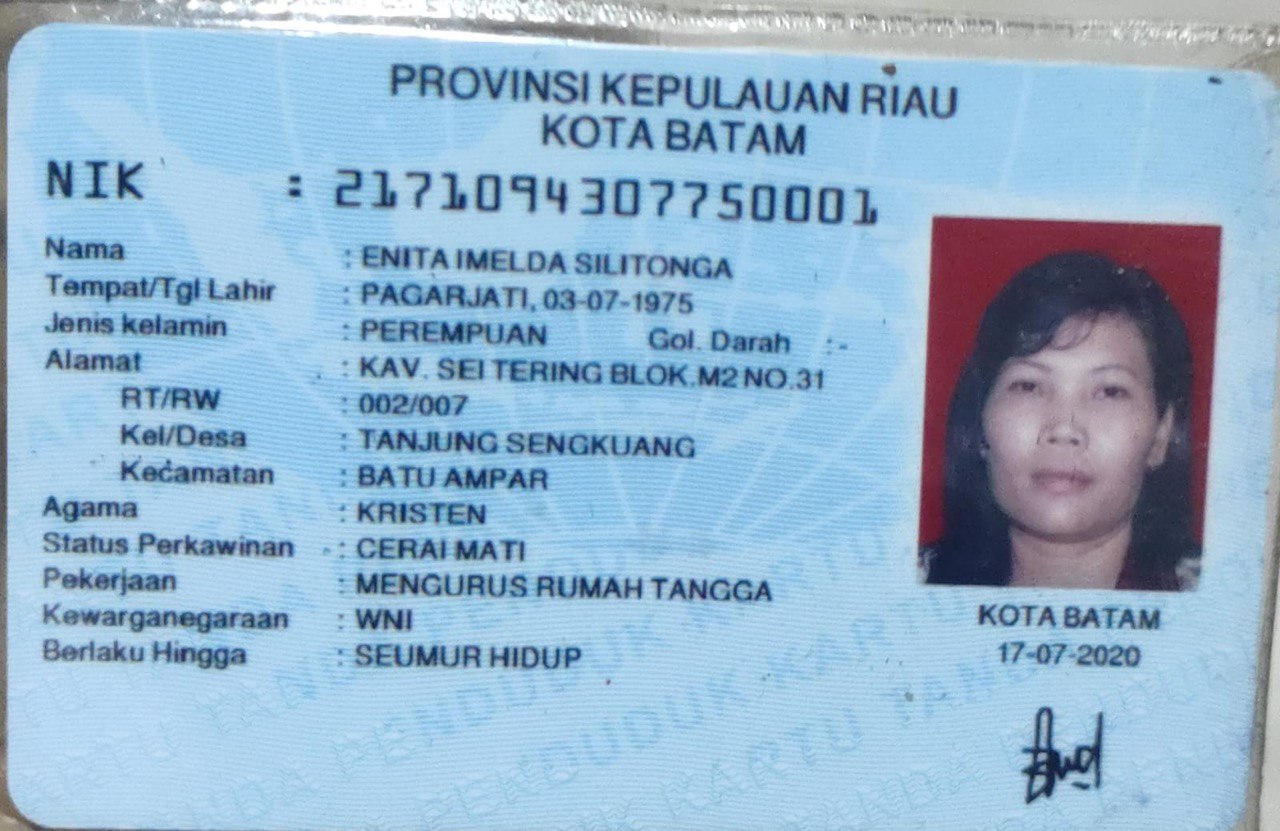 PROVINSI KEPULAUAN RIAU
KOTA BATAM
NIK : 2171094307750001
Nama : ENITA IMELDA SILITONGA
Tempat/Tgl Lahir : PAGARJATI, 03-07-1975
Jenis kelamin : PEREMPUAN Gol. Darah :-
Alamat : KAV. SEI TERING BLOK.M2 NO.31
RT/RW : 002/007
Kel/Desa : TANJUNG SENGKUANG
Kecamatan : BATU AMPAR
Agama : KRISTEN
Status Perkawinan : CERAI MATI
Pekerjaan : MENGURUS RUMAH TANGGA
Kewarganegaraan : WNI
Berlaku Hingga : SEUMUR HIDUP
KOTA BATAM
17-07-2020